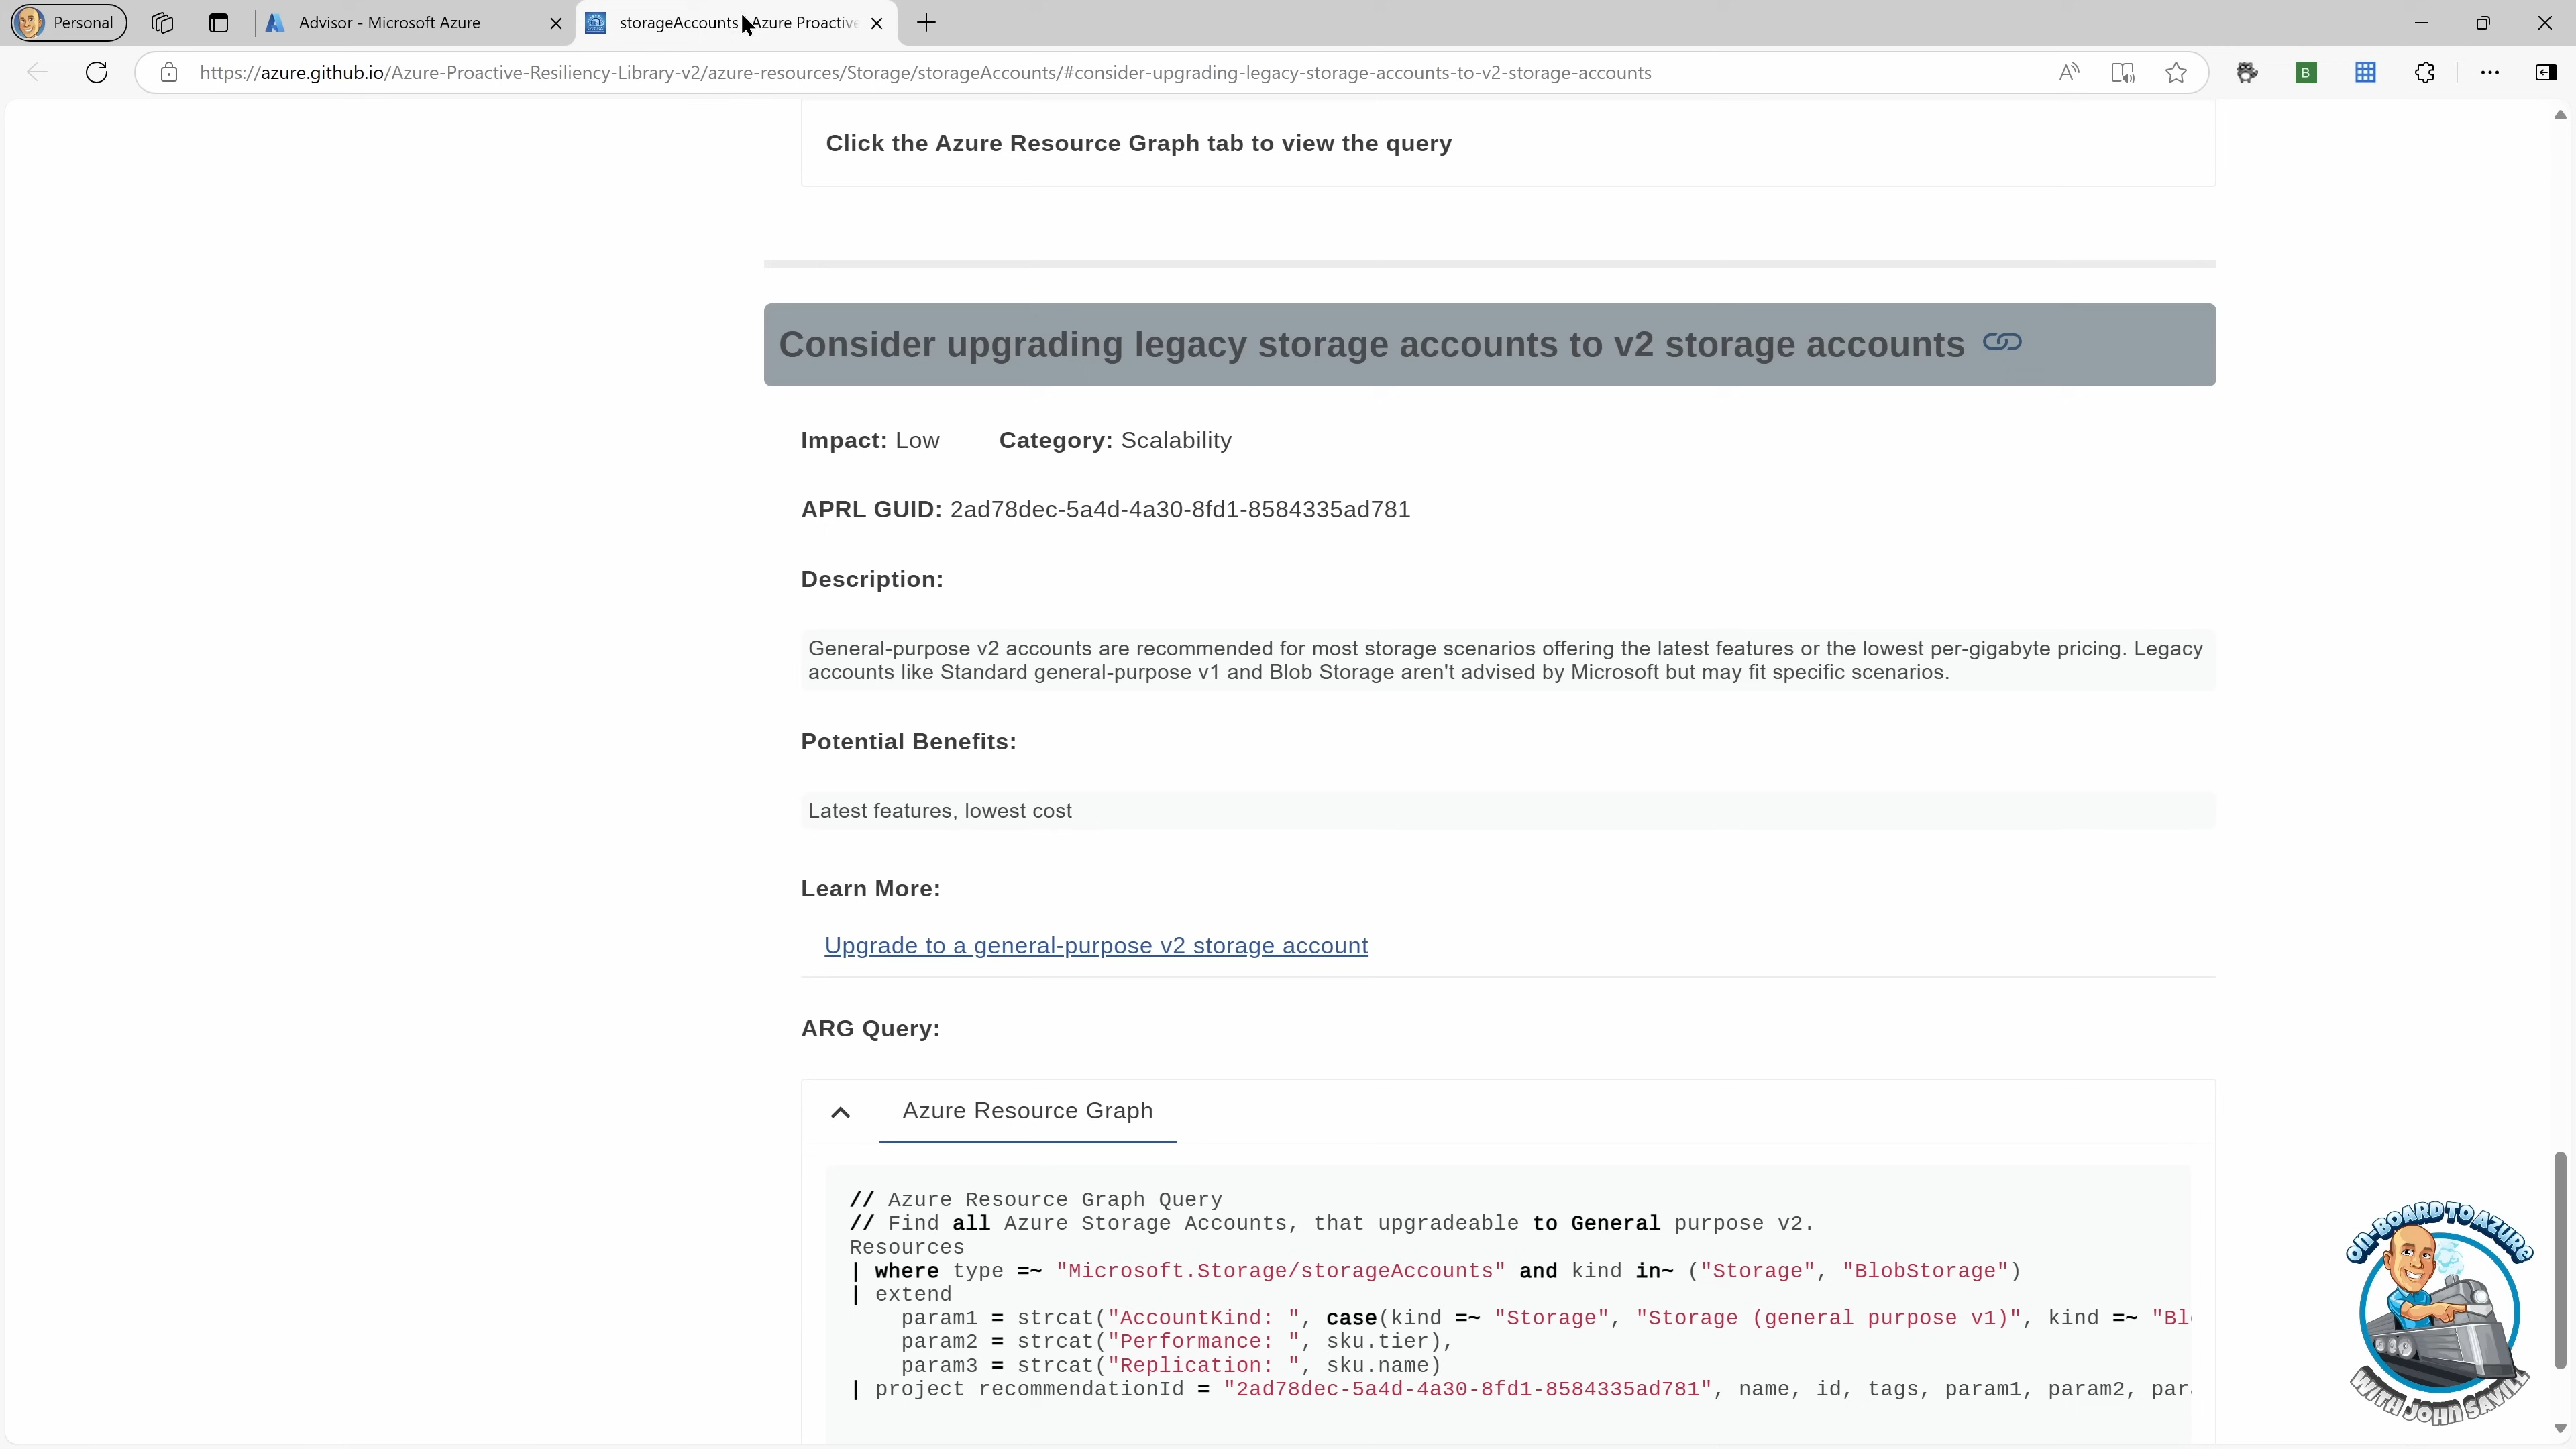 Personal
Advisor - Microsoft Azure
storageAccounts
Azure Proactive
https://azure.github.io/Azure-Proactive-Resiliency-Library-v2/azure-resources/Storage/storageAccounts/#consider-upgrading-legacy-storage-accounts-to-v2-storage-accounts
A
B
Click the Azure Resource Graph tab to view the query
Consider upgrading legacy storage accounts to v2 storage accounts
Impact: Low Category: Scalability
APRL GUID: 2ad78dec-5a4d-4a30-8fd1-8584335ad781
Description:
General-purpose v2 accounts are recommended for most storage scenarios offering the latest features or the lowest per-gigabyte pricing. Legacy
accounts like Standard general-purpose v1 and Blob Storage aren't advised by Microsoft but may fit specific scenarios.
Potential Benefits:
Latest features, lowest cost
Learn More:
Upgrade to a general-purpose v2 storage account
ARG Query:
Azure Resource Graph
// Azure Resource Graph Query
// Find all Azure Storage Accounts, that upgradeable to General purpose v2.
Resources
| where type =~ "Microsoft.Storage/storageAccounts" and kind in~ ("Storage", "BlobStorage")
| extend
param1 = strcat("AccountKind: ", case(kind =~ "Storage", "Storage (general purpose v1)", kind =~ "Bl
param2 = strcat("Performance: ", sku.tier),
param3 = strcat("Replication: ", sku.name)
| project recommendationId = "2ad78dec-5a4d-4a30-8fd1-8584335ad781", name, id, tags, param1, param2, par
ON-BOARD TO AZURE
WITH JOHN SAVILL